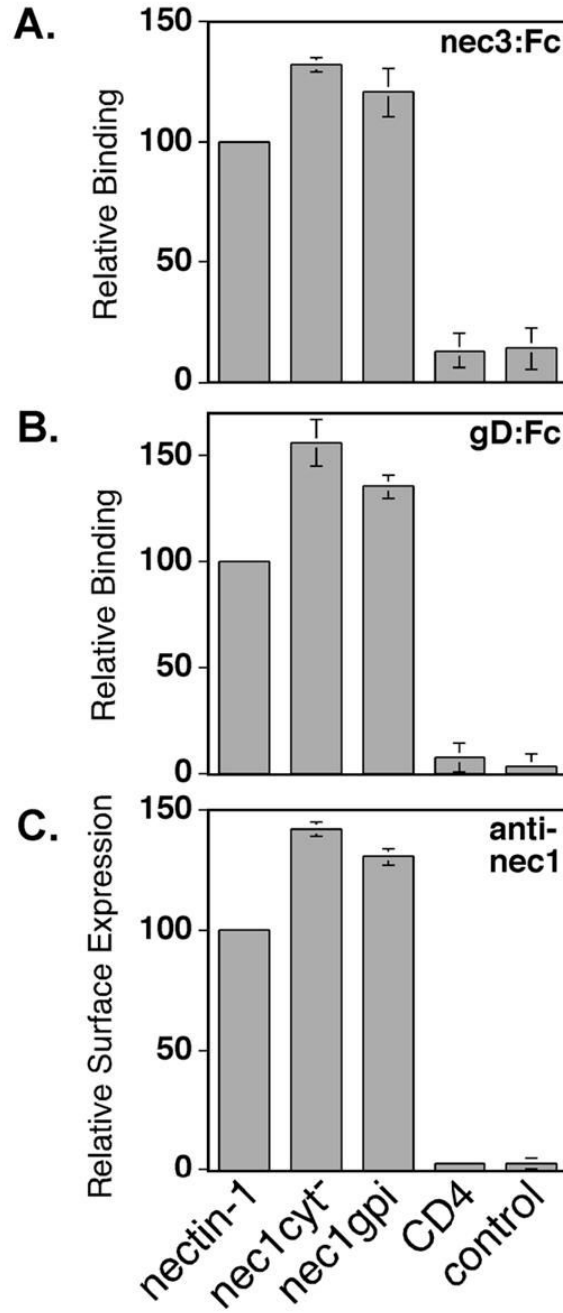 A.
nec3:Fc
Relative Binding
150
100
50
0
B.
gD:Fc
Relative Binding
150
100
50
0
C.
anti-
nec1
Relative Surface Expression
150
100
50
0
nectin-1
nec1cyt-
nec1gpi
CD4
control